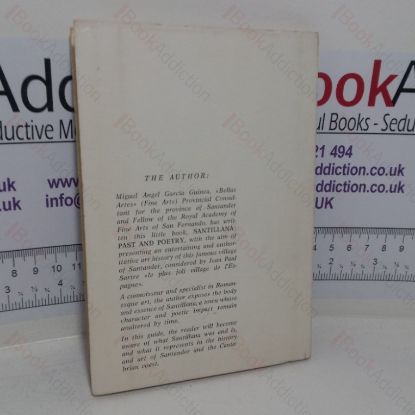 BookAddiction
BookAddiction
ookA
ddiction
ductive M
ul Books - Sedu
21 494
.co.uk
ddiction.co.uk
info
co.uk
.UK
THE AUTHOR:
Miguel Angel García Guinea, «Bellas
Artes» (Fine Arts) Provincial Consul-
tant for the province of Santander
and Fellow of the Royal Academy of
Fine Arts of San Fernando, has writ-
ten this little book, SANTILLANA:
PAST AND POETRY, with the aim of
presenting an entertaining and author-
itative art history of this famous village
of Santander, considered by Jean Paul
Sartre «le plus joli village de l'Es-
pagne».
A connoisseur and specialist in Roman-
esque art, the author exposes the body
and essence of Santillana; a town whose
character and poetic impact remain
unaltered by time.
In this guide, the reader will become
aware of what Santillana was and is,
and what it represents in the history
and art of Santander and the Canta-
brian coast.